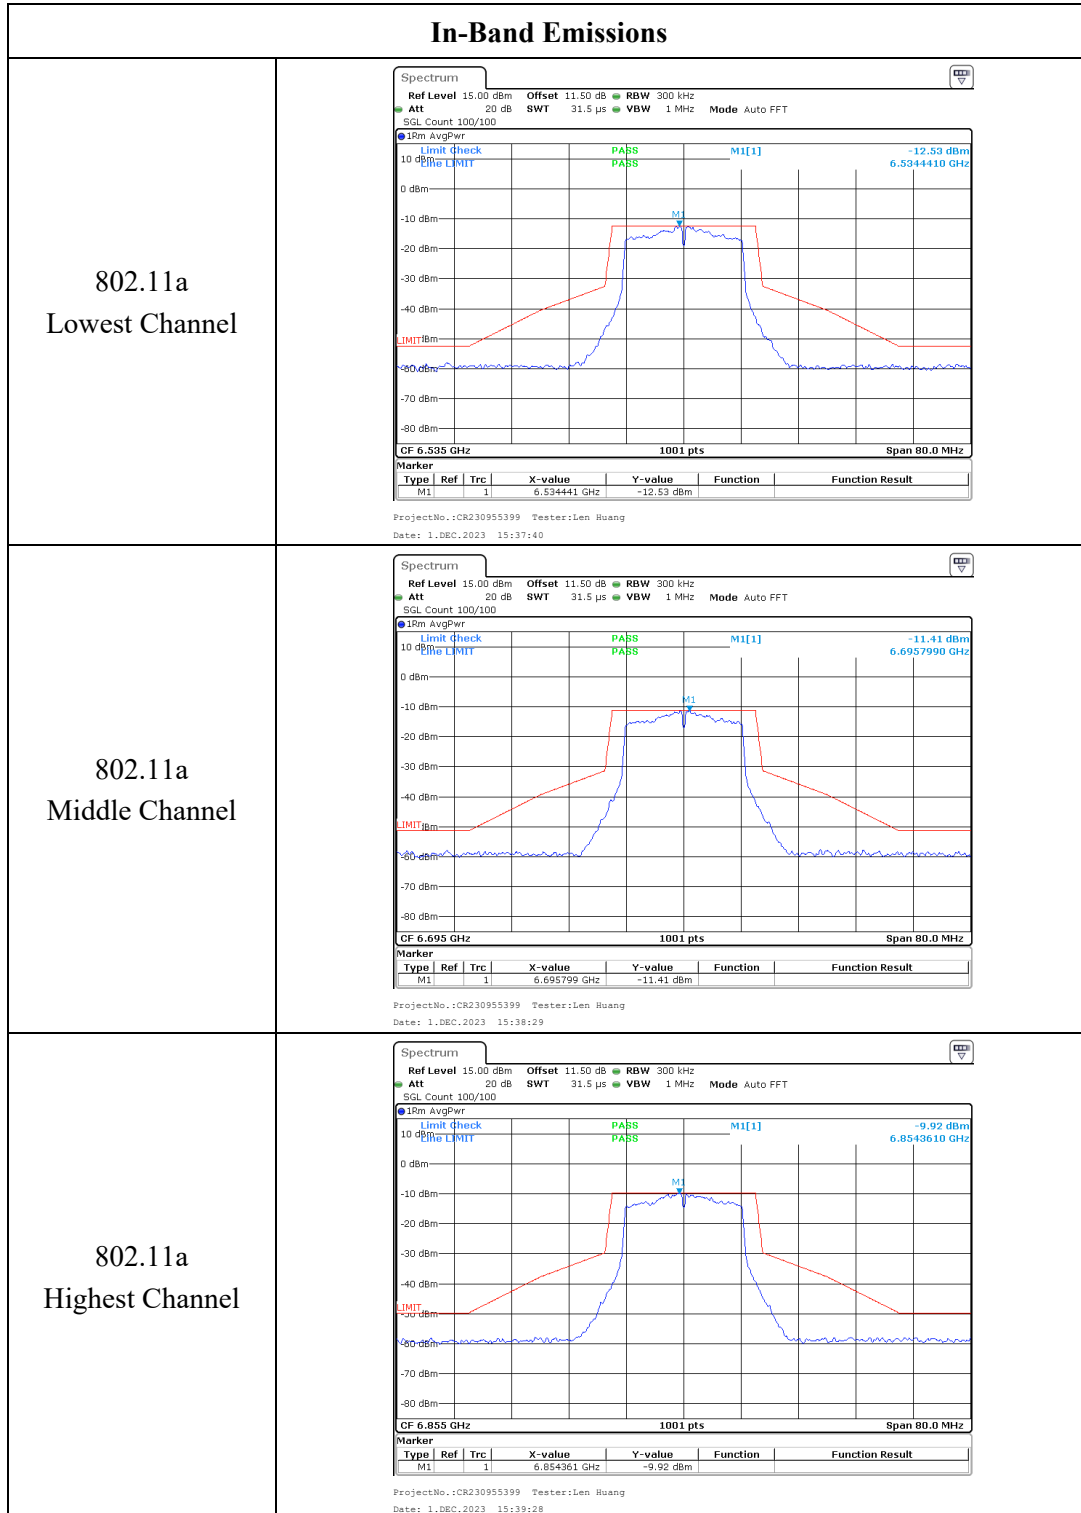 In-Band Emissions
802.11a
Lowest Channel
Spectrum
Ref Level 15.00 dBm Offset 11.50 dB RBW 300 kHz
Att 20 dB SWT 31.5 µs VBW 1 MHz Mode Auto FFT
SGL Count 100/100
1Rm AvgPwr
Limit Check PASS M1[1] -12.53 dBm
10 dBm
Line LIMIT PASS 6.5344410 GHz
0 dBm
M1
-10 dBm
-20 dBm
-30 dBm
-40 dBm
LIMIT
-60 dBm
-70 dBm
-80 dBm
CF 6.535 GHz 1001 pts Span 80.0 MHz
Marker
Type Ref Trc X-value Y-value Function Function Result
M1 1 6.534441 GHz -12.53 dBm
ProjectNo.:CR230955399 Tester:Len Huang
Date: 1.DEC.2023 15:37:40
802.11a
Middle Channel
Spectrum
Ref Level 15.00 dBm Offset 11.50 dB RBW 300 kHz
Att 20 dB SWT 31.5 µs VBW 1 MHz Mode Auto FFT
SGL Count 100/100
1Rm AvgPwr
Limit Check PASS M1[1] -11.41 dBm
10 dBm
Line LIMIT PASS 6.6957990 GHz
0 dBm
M1
-10 dBm
-20 dBm
-30 dBm
-40 dBm
LIMIT
-60 dBm
-70 dBm
-80 dBm
CF 6.695 GHz 1001 pts Span 80.0 MHz
Marker
Type Ref Trc X-value Y-value Function Function Result
M1 1 6.695799 GHz -11.41 dBm
ProjectNo.:CR230955399 Tester:Len Huang
Date: 1.DEC.2023 15:38:29
802.11a
Highest Channel
Spectrum
Ref Level 15.00 dBm Offset 11.50 dB RBW 300 kHz
Att 20 dB SWT 31.5 µs VBW 1 MHz Mode Auto FFT
SGL Count 100/100
1Rm AvgPwr
Limit Check PASS M1[1] -9.92 dBm
10 dBm
Line LIMIT PASS 6.8543610 GHz
0 dBm
M1
-10 dBm
-20 dBm
-30 dBm
-40 dBm
LIMIT
-50 dBm
-60 dBm
-70 dBm
-80 dBm
CF 6.855 GHz 1001 pts Span 80.0 MHz
Marker
Type Ref Trc X-value Y-value Function Function Result
M1 1 6.854361 GHz -9.92 dBm
ProjectNo.:CR230955399 Tester:Len Huang
Date: 1.DEC.2023 15:39:28